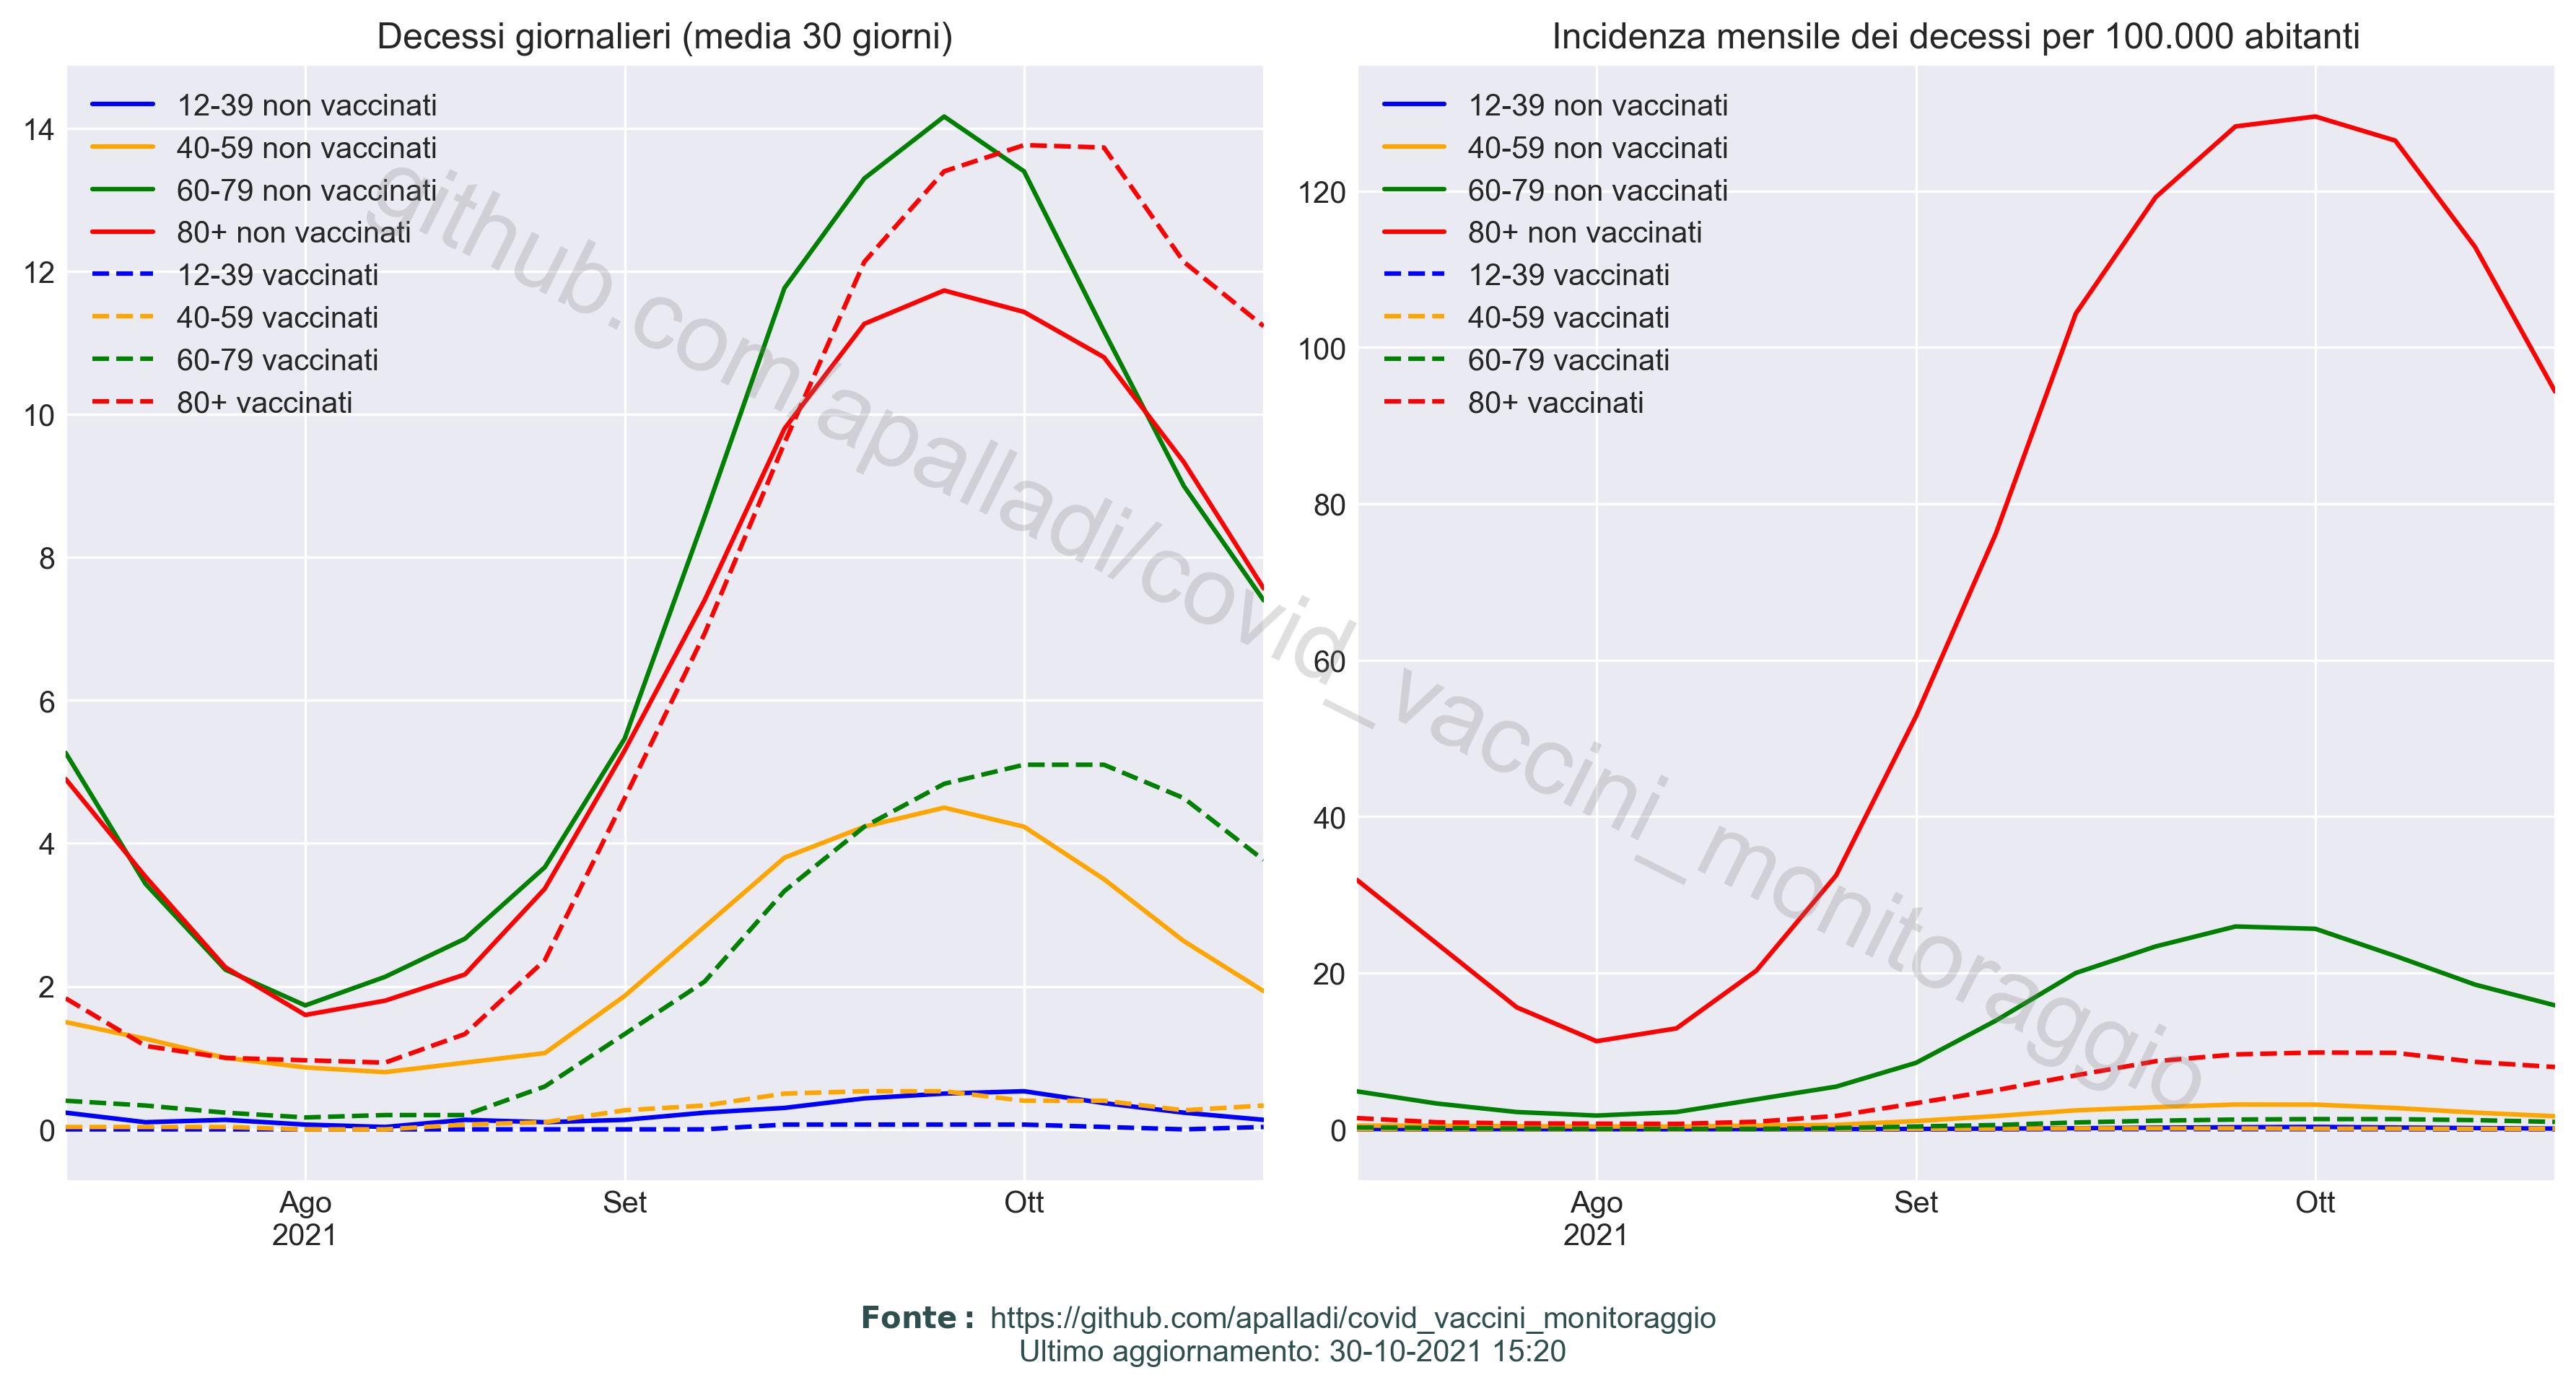 Decessi giornalieri (media 30 giorni)
14
12
10
8
6
4
2
0
12-39 non vaccinati
40-59 non vaccinati
60-79 non vaccinati
80+ non vaccinati
12-39 vaccinati
40-59 vaccinati
60-79 vaccinati
80+ vaccinati
Ago
2021
Set
Ott
Incidenza mensile dei decessi per 100.000 abitanti
120
100
80
60
40
20
0
12-39 non vaccinati
40-59 non vaccinati
60-79 non vaccinati
80+ non vaccinati
12-39 vaccinati
40-59 vaccinati
60-79 vaccinati
80+ vaccinati
Ago
2021
Set
Ott
github.com/apalladi/covid_vaccini_monitoraggio
Fonte: https://github.com/apalladi/covid_vaccini_monitoraggio
Ultimo aggiornamento: 30-10-2021 15:20